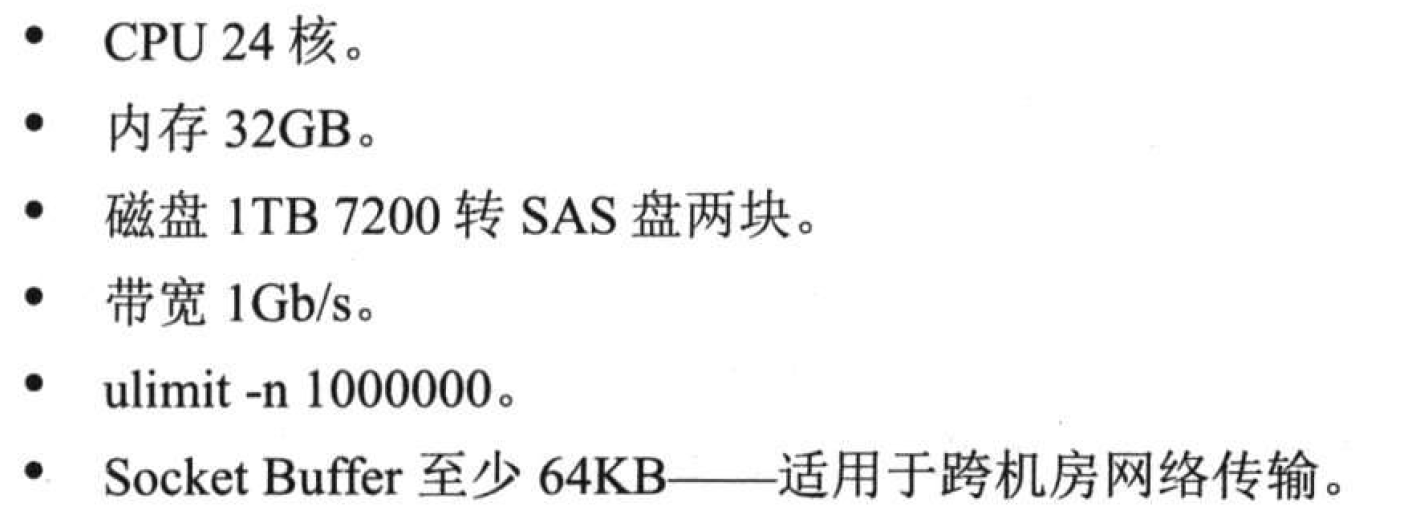 • CPU 24 核。
• 内存 32GB。
• 磁盘 1TB 7200 转 SAS 盘两块。
• 带宽 1Gb/s。
• ulimit -n 1000000。
• Socket Buffer 至少 64KB——适用于跨机房网络传输。